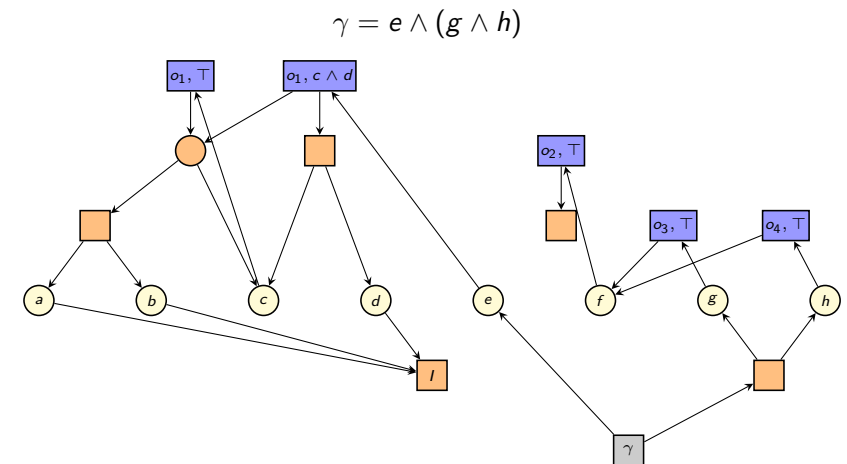 γ = e ∧ (g ∧ h)
o₁, ⊤
o₁, c ∧ d
o₂, ⊤
o₃, ⊤
o₄, ⊤
a
b
c
d
e
f
g
h
I
γ